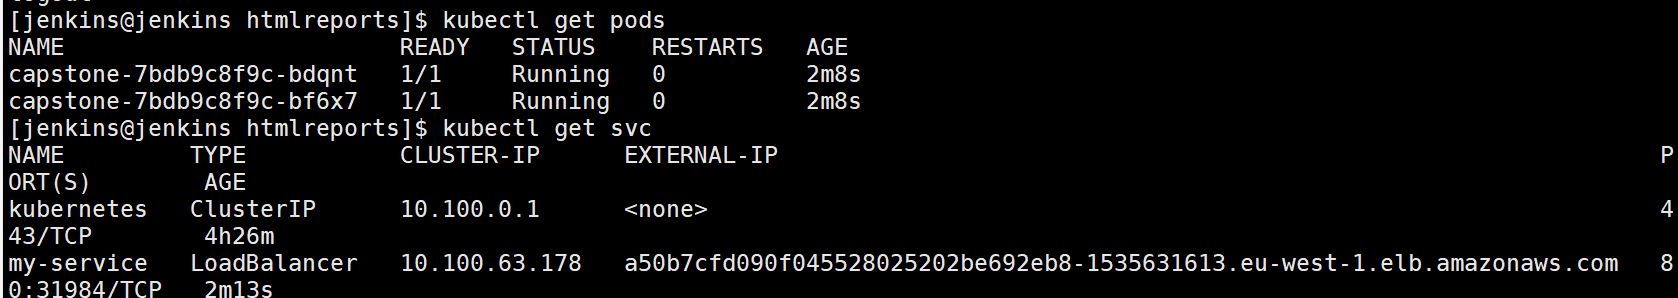 [jenkins@jenkins htmlreports]$ kubectl get pods
NAME                        READY   STATUS    RESTARTS   AGE
capstone-7bdb9c8f9c-bdqnt   1/1     Running   0          2m8s
capstone-7bdb9c8f9c-bf6x7   1/1     Running   0          2m8s
[jenkins@jenkins htmlreports]$ kubectl get svc
NAME         TYPE           CLUSTER-IP      EXTERNAL-IP                                                               P
ORT(S)        AGE
kubernetes   ClusterIP      10.100.0.1      <none>                                                                    4
43/TCP        4h26m
my-service   LoadBalancer   10.100.63.178   a50b7cfd090f045528025202be692eb8-1535631613.eu-west-1.elb.amazonaws.com   8
0:31984/TCP   2m13s